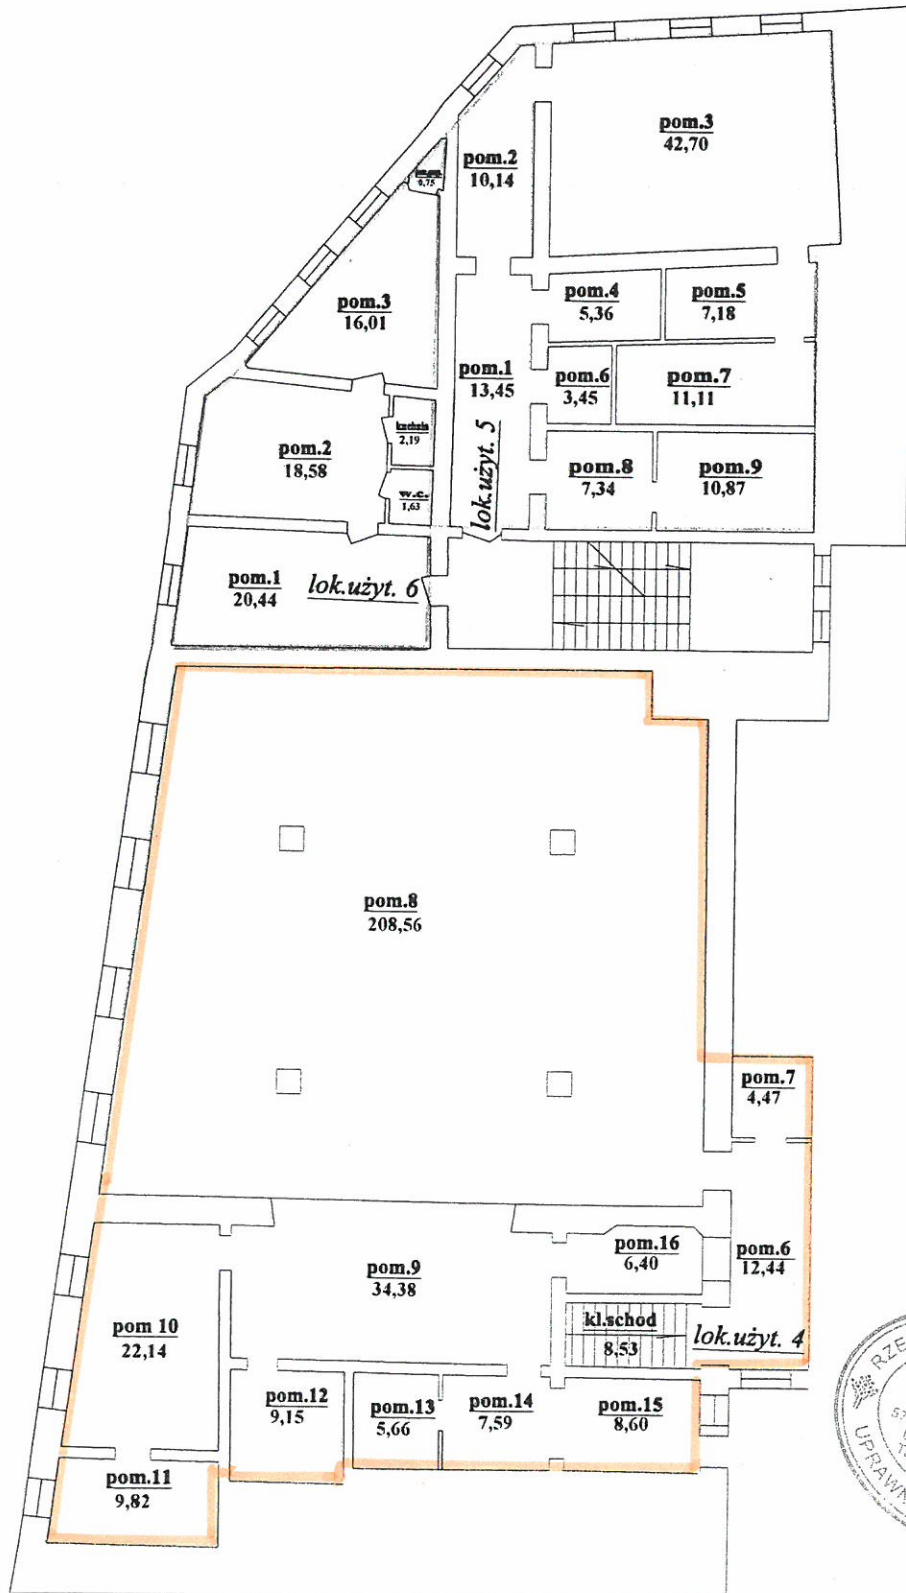 pom.3
42,70
pom.2
10,14
0,75
pom.3
16,01
pom.4
5,36
pom.5
7,18
pom.1
13,45
pom.6
3,45
pom.7
11,11
kuchnia
2,19
pom.2
18,58
w.c.
1,63
lok.użyt. 5
pom.8
7,34
pom.9
10,87
pom.1
20,44
lok.użyt. 6
pom.8
208,56
pom.7
4,47
pom.16
6,40
pom.6
12,44
pom.9
34,38
pom 10
22,14
kl.schod
8,53
lok.użyt. 4
pom.12
9,15
pom.13
5,66
pom.14
7,59
pom.15
8,60
pom.11
9,82
RZE
UPRAWN